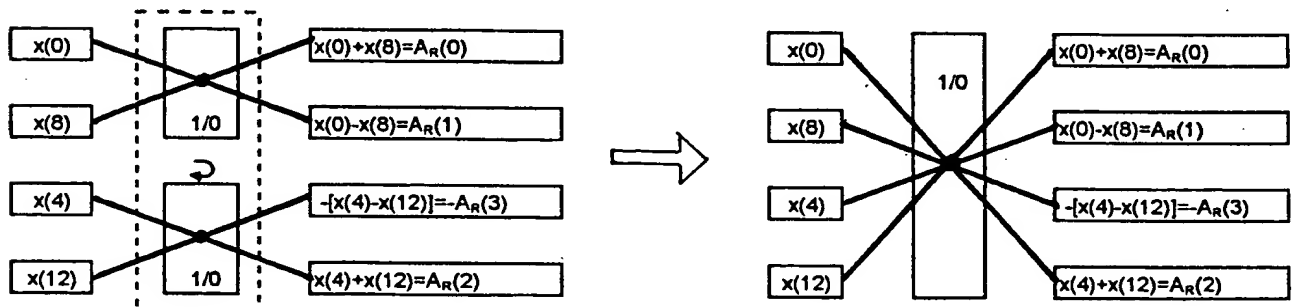 x(0)
x(8)
x(4)
x(12)
1/0
1/0
x(0)+x(8)=A_R(0)
x(0)-x(8)=A_R(1)
-[x(4)-x(12)]=-A_R(3)
x(4)+x(12)=A_R(2)
x(0)
x(8)
x(4)
x(12)
1/0
x(0)+x(8)=A_R(0)
x(0)-x(8)=A_R(1)
-[x(4)-x(12)]=-A_R(3)
x(4)+x(12)=A_R(2)